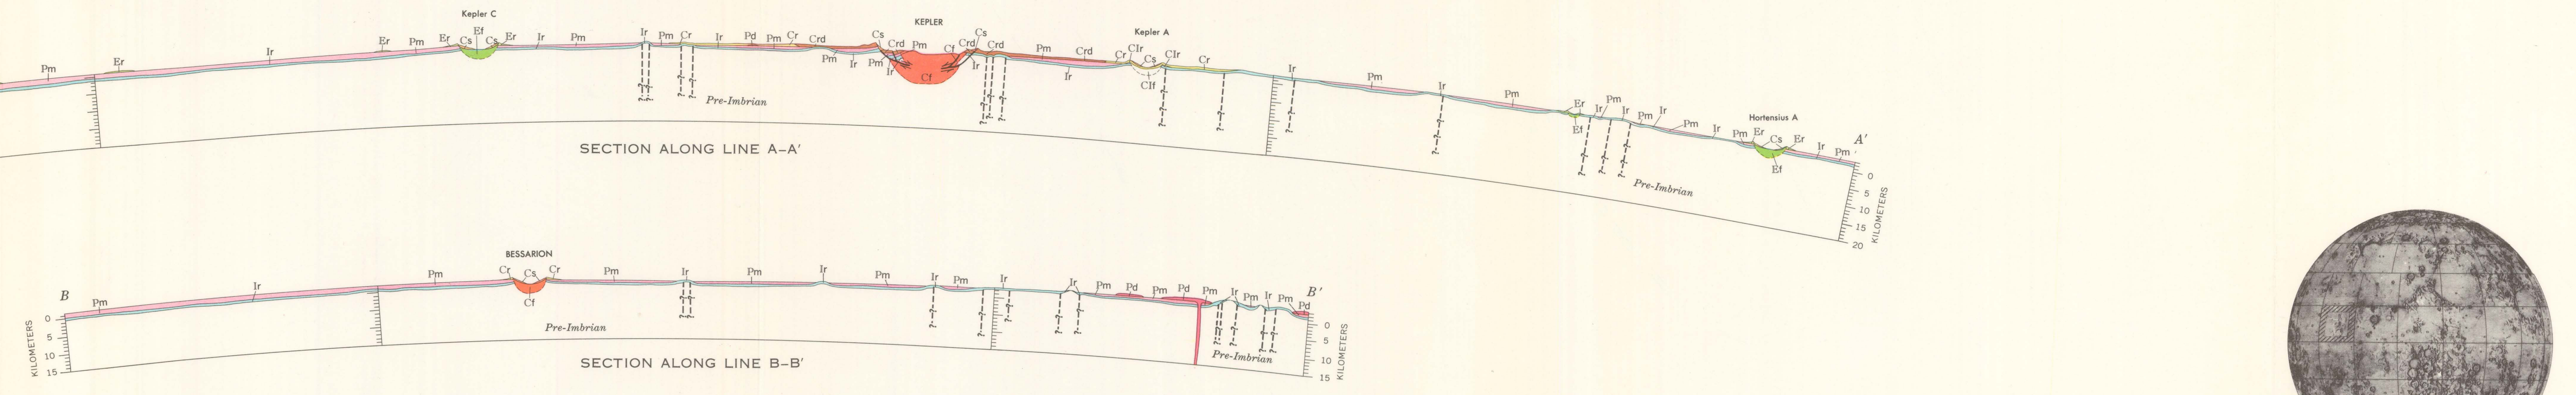 Kepler C
KEPLER
Kepler A
Hortensius A
Pm Er Ir Er Pm Er Cs Ef Cs Er Ir Pm Ir Pm Cr Ir Pd Pm Cr Crd Cs Crd Pm Cf Crd Cs Crd Pm Crd Cr CIr Cs CIr Cr Ir Pm Ir Pm Er Ir Pm Ir Pm Ir Pm Ir Pm Er Cs Er Ir Pm A′
Pm Ir Pm Ir Cf Ir Ir CIf Ef Ef
Pre-Imbrian
Pre-Imbrian
SECTION ALONG LINE A–A′
0
5
10
15
20
KILOMETERS
BESSARION
B Pm Ir Pm Cr Cs Cr Pm Ir Pm Ir Pm Ir Pm Ir Ir Pm Pd Pm Pd Pm Ir Pm Ir Pm Pd B′
Cf
Pre-Imbrian
Pre-Imbrian
SECTION ALONG LINE B–B′
0
5
10
15
KILOMETERS
0
5
10
15
KILOMETERS